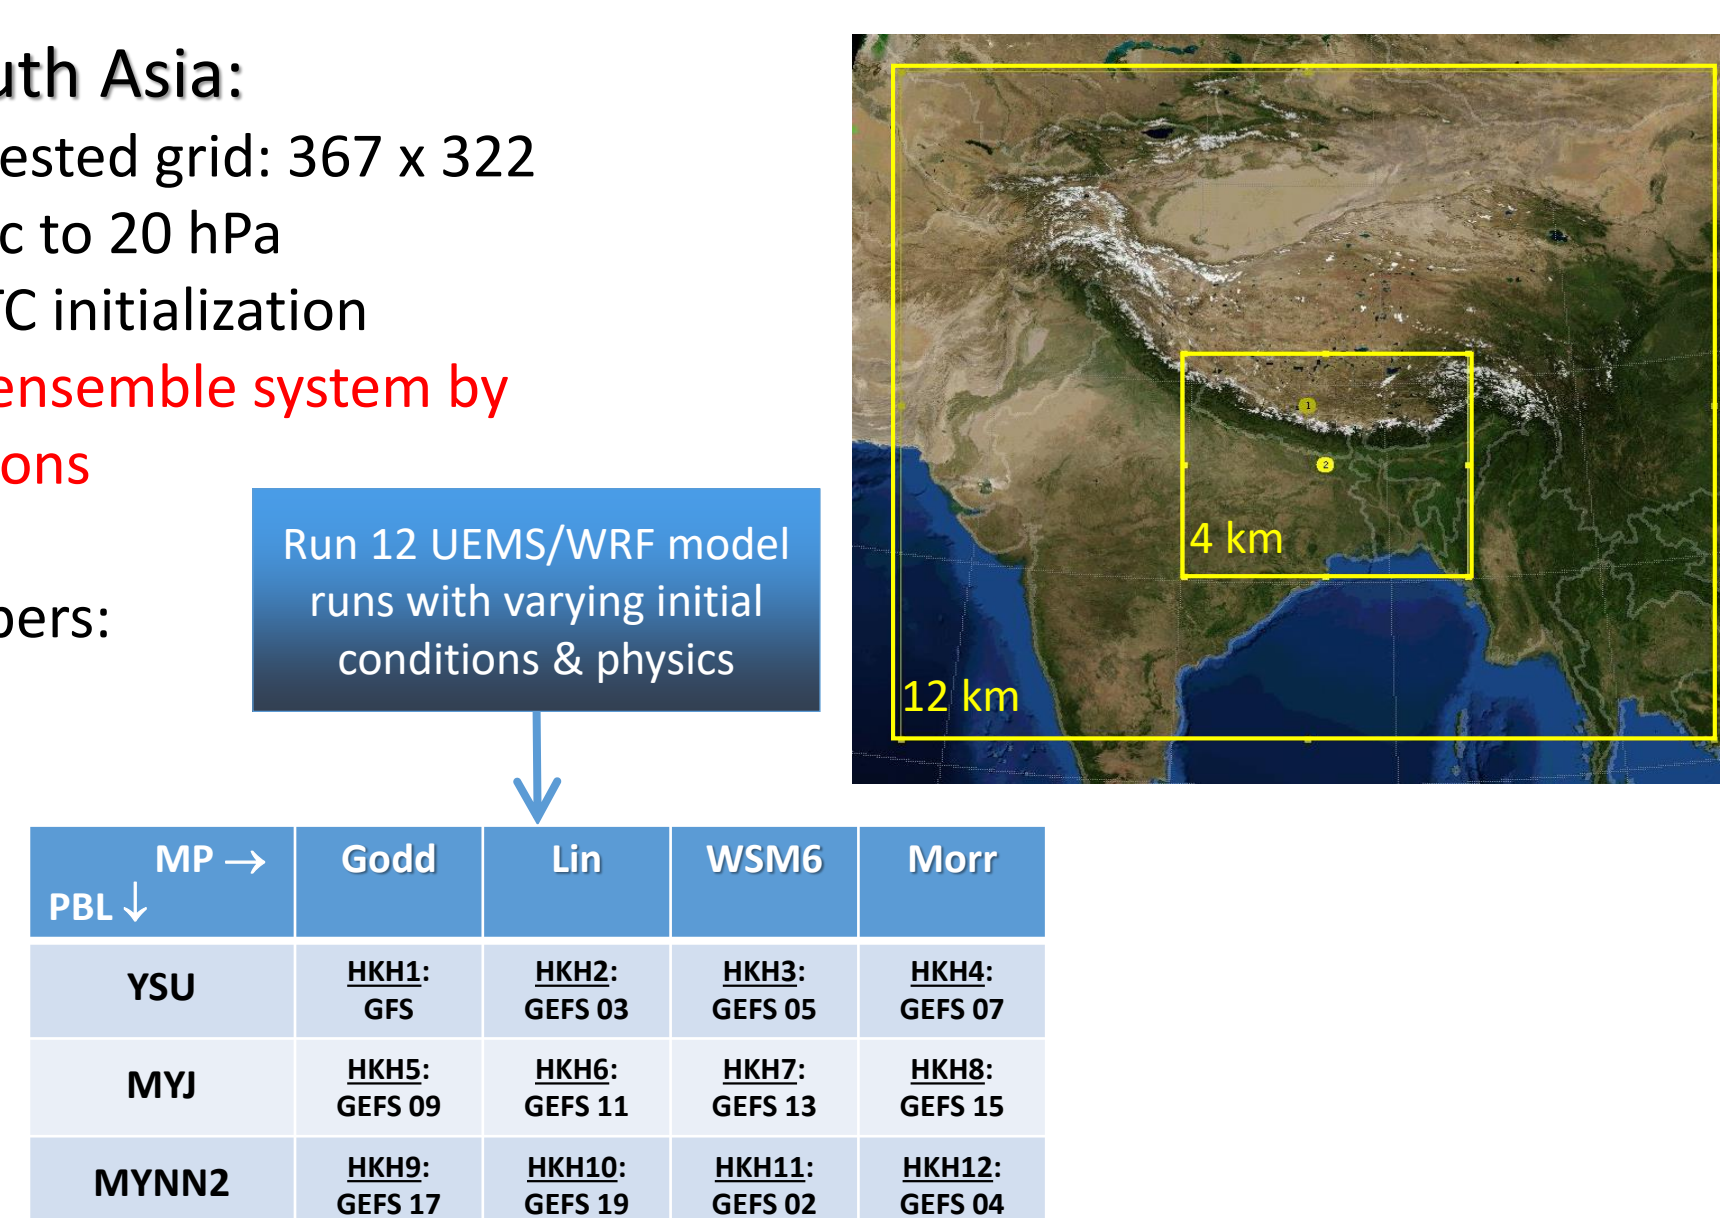 uth Asia:
ested grid: 367 x 322
c to 20 hPa
TC initialization
ensemble system by
ons
bers:
Run 12 UEMS/WRF model
runs with varying initial
conditions & physics
1
2
4 km
12 km
MP → Godd Lin WSM6 Morr
PBL ↓
YSU HKH1: GFS HKH2: GEFS 03 HKH3: GEFS 05 HKH4: GEFS 07
MYJ HKH5: GEFS 09 HKH6: GEFS 11 HKH7: GEFS 13 HKH8: GEFS 15
MYNN2 HKH9: GEFS 17 HKH10: GEFS 19 HKH11: GEFS 02 HKH12: GEFS 04